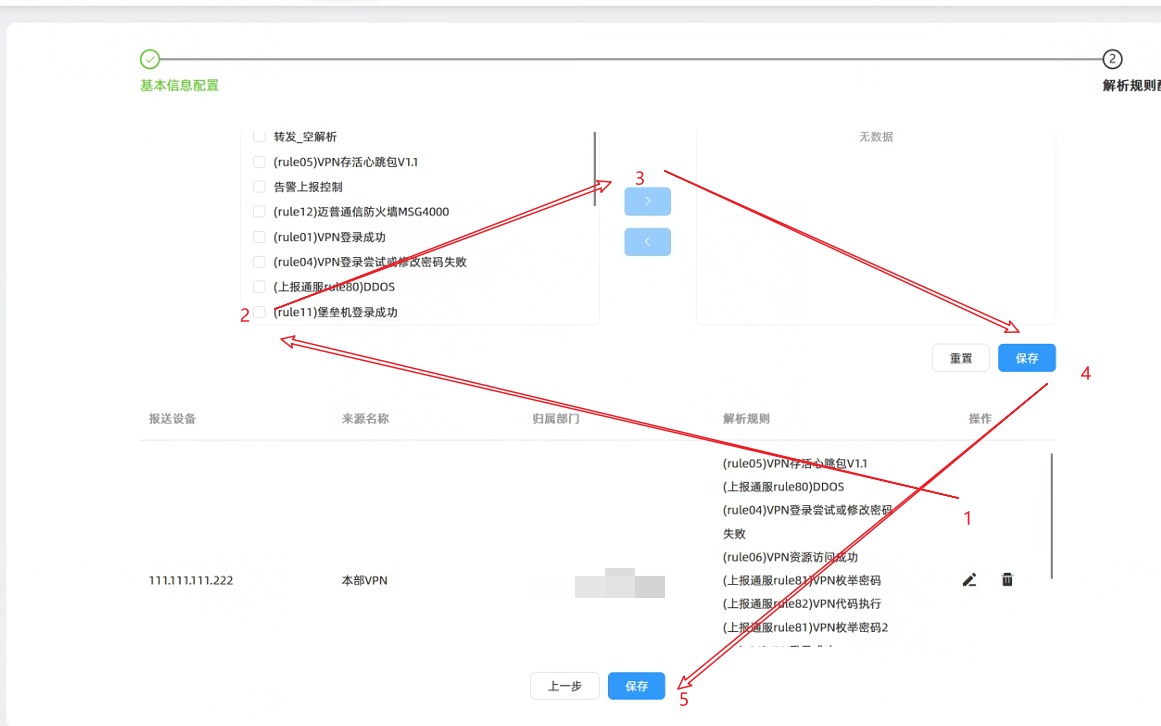 2
基本信息配置
解析规则
转发_空解析
无数据
(rule05)VPN存活心跳包V1.1
3
告警上报控制
(rule12)迈普通信防火墙MSG4000
(rule01)VPN登录成功
(rule04)VPN登录尝试或修改密码失败
(上报通服rule80)DDOS
2
(rule11)堡垒机登录成功
重置
保存
4
报送设备
来源名称
归属部门
解析规则
操作
(rule05)VPN存活心跳包V1.1
(上报通服rule80)DDOS
(rule04)VPN登录尝试或修改密码
失败
1
(rule06)VPN资源访问成功
111.111.111.222
本部VPN
(上报通服rule81)VPN枚举密码
(上报通服rule82)VPN代码执行
(上报通服rule81)VPN枚举密码2
上一步
保存
5